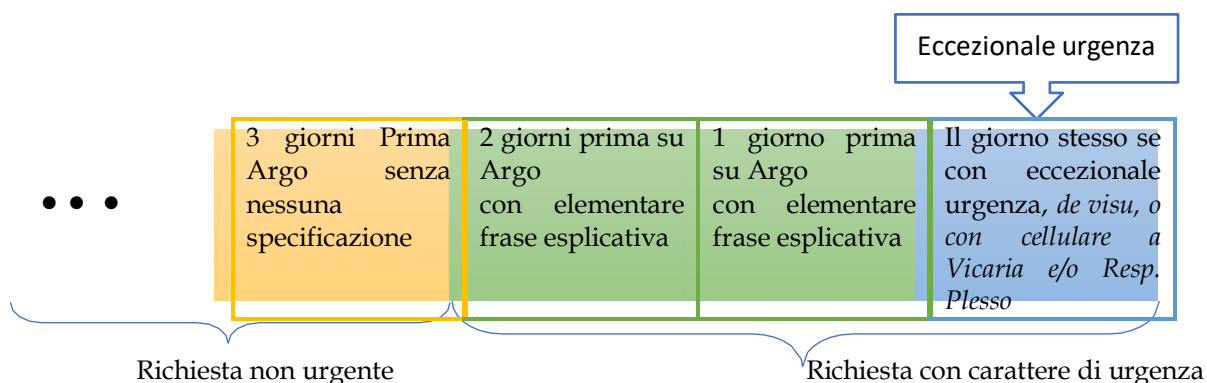 Eccezionale urgenza
3 giorni Prima
Argo senza
nessuna
specificazione
2 giorni prima su
Argo
con elementare
frase esplicativa
1 giorno prima
su Argo
con elementare
frase esplicativa
Il giorno stesso se
con eccezionale
urgenza, de visu, o
con cellulare a
Vicaria e/o Resp.
Plesso
Richiesta non urgente
Richiesta con carattere di urgenza